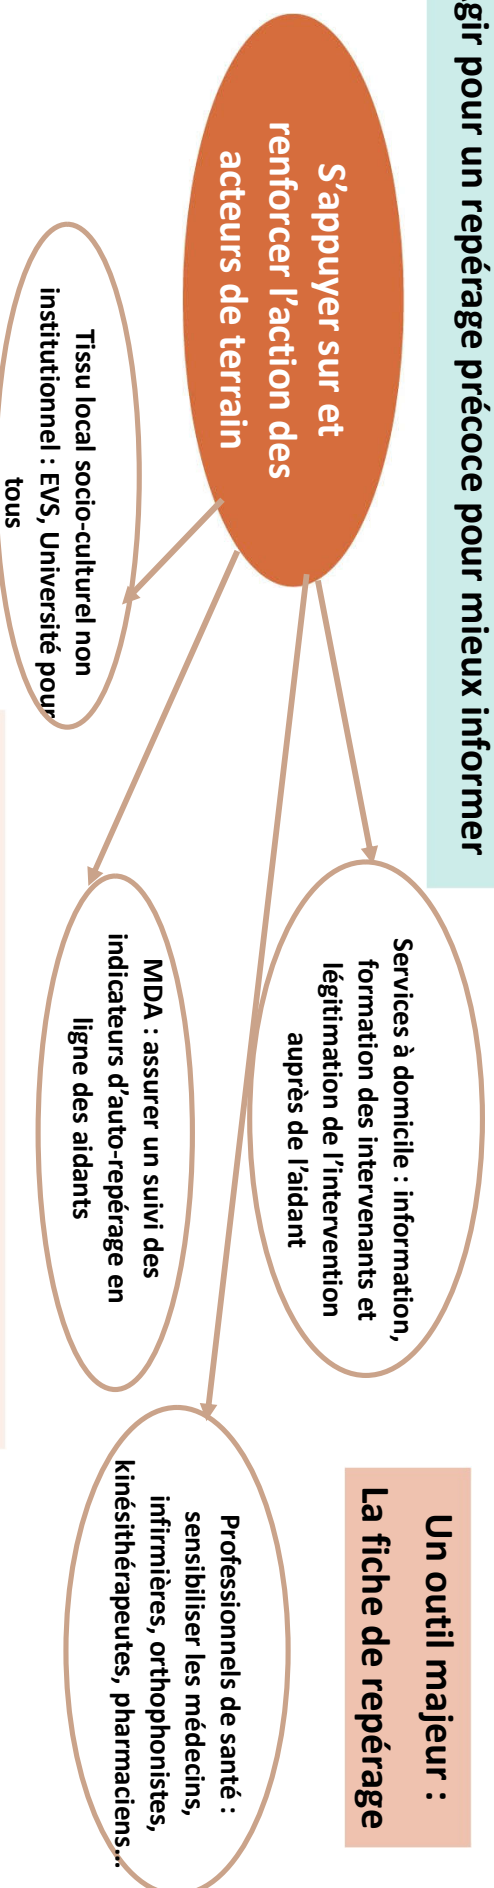 gir pour un repérage précoce pour mieux informer
Un outil majeur :
La fiche de repérage
S’appuyer sur et
renforcer l’action des
acteurs de terrain
Services à domicile : information,
formation des intervenants et
légitimation de l’intervention
auprès de l’aidant
Professionnels de santé :
sensibiliser les médecins,
infirmières, orthophonistes,
kinésithérapeutes, pharmaciens…
MDA : assurer un suivi des
indicateurs d’auto-repérage en
ligne des aidants
Tissu local socio-culturel non
institutionnel : EVS, Université pour
tous